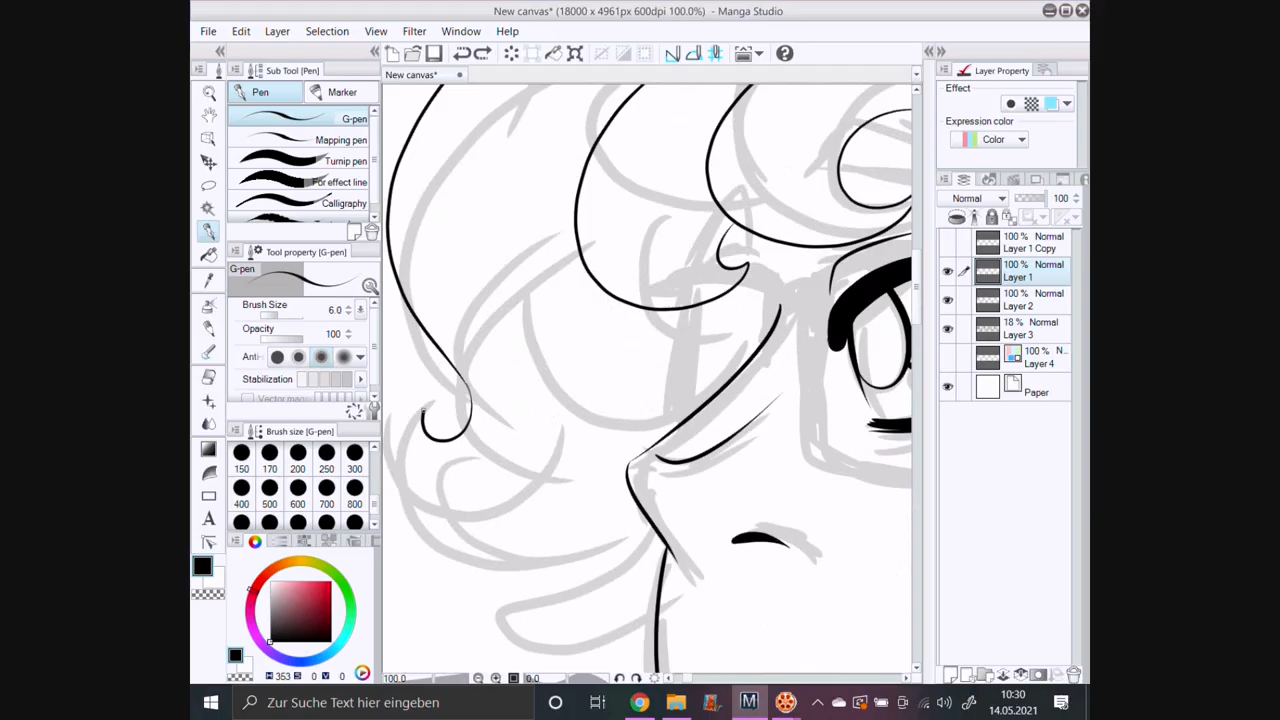 New canvas* (18000 x 4961px 600dpi 100.0%) - Manga Studio
File Edit Layer Selection View Filter Window Help
Sub Tool [Pen]
New canvas*
Layer Property
Pen Marker
Effect
G-pen
Expression color
Mapping pen
Color
Turnip pen
For effect line
Normal 100
Calligraphy
100 % Normal
Layer 1 Copy
Tool property [G-pen]
100 % Normal
Layer 1
G-pen
100 % Normal
Layer 2
Brush Size 6.0
18 % Normal
Layer 3
Opacity 100
Anti-
100 % N...
Layer 4
Stabilization
Paper
Vector mag
Brush size [G-pen]
150 170 200 250 300
400 500 600 700 800
A
H 353 S 0 V
100.0 0.0
Zur Suche Text hier eingeben
M
10:30
14.05.2021